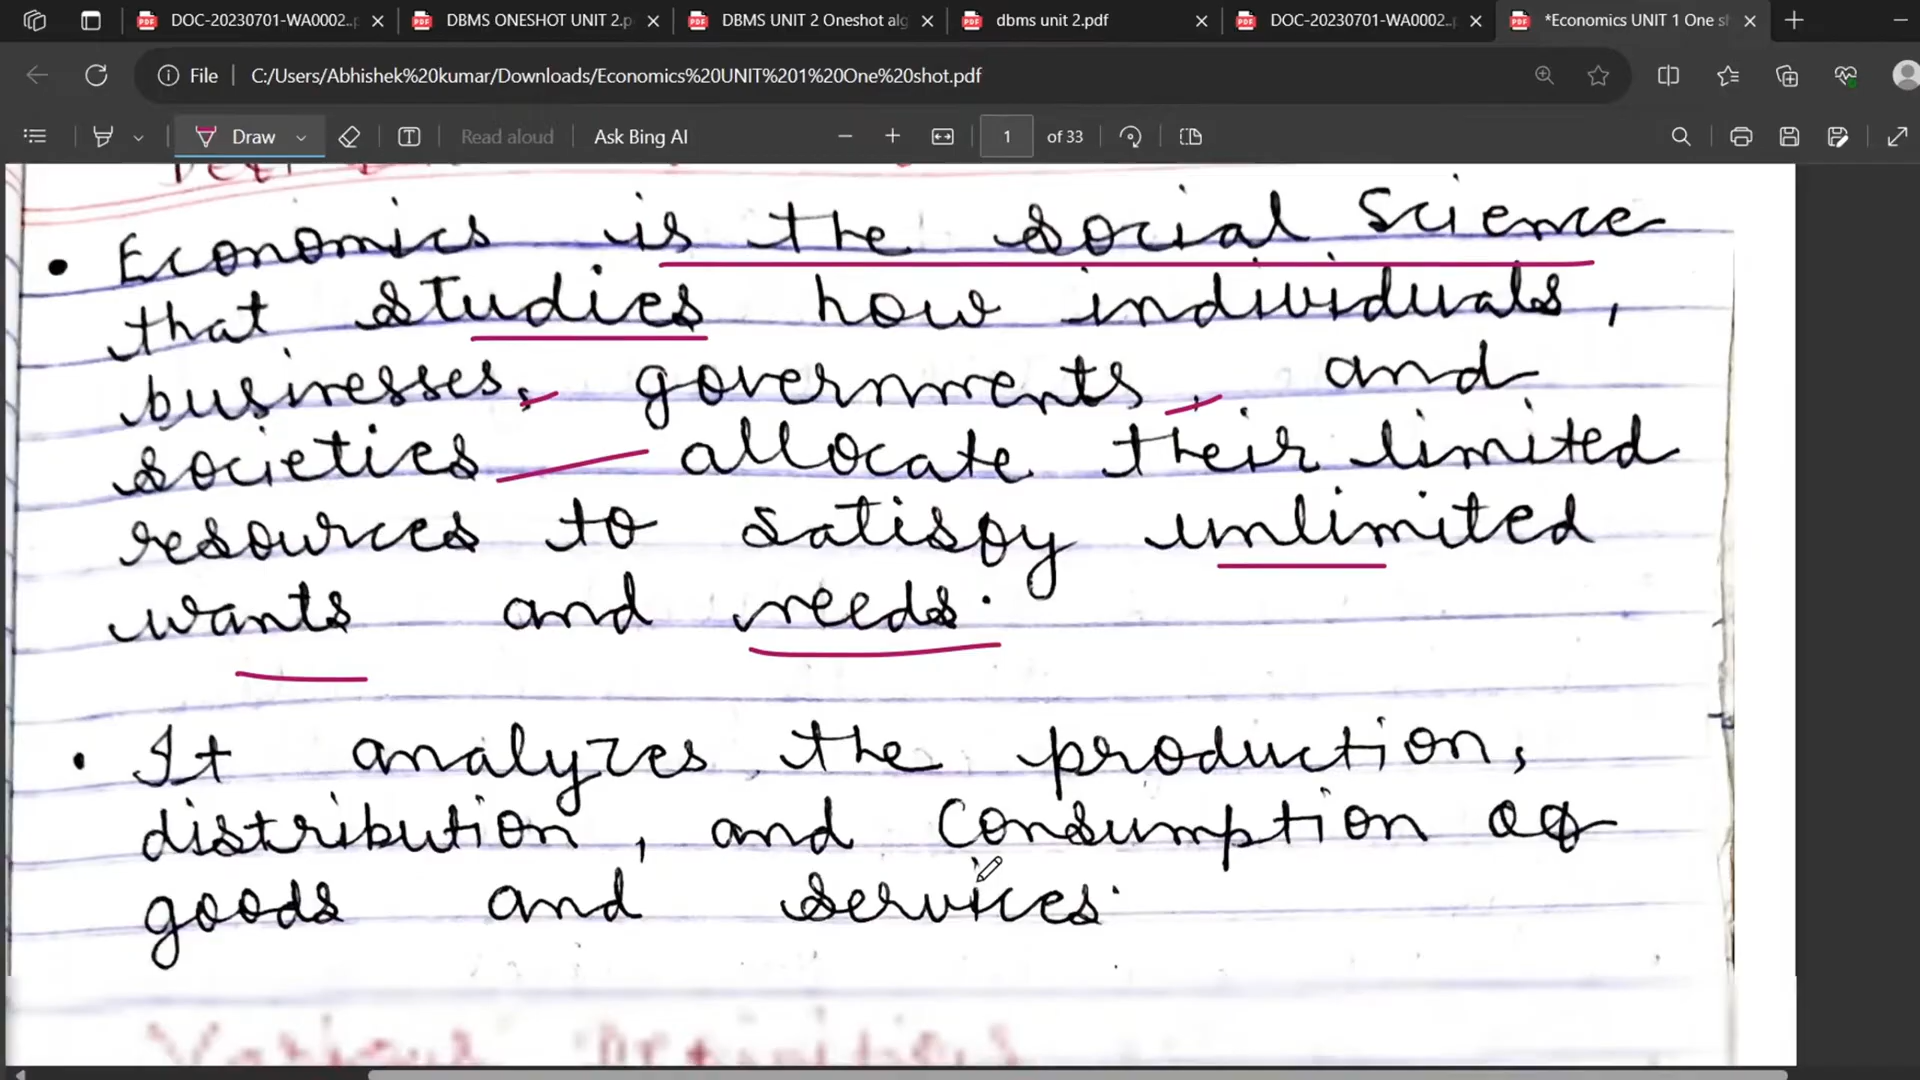 DOC-20230701-WA0002..p
DBMS ONESHOT UNIT 2.p
DBMS UNIT 2 Oneshot alg
dbms unit 2.pdf
DOC-20230701-WA0002..p
*Economics UNIT 1 One sh
File
C:/Users/Abhishek%20kumar/Downloads/Economics%20UNIT%201%20One%20shot.pdf
Draw
Read aloud
Ask Bing AI
1 of 33
• Economics is the social science
that studies how individuals,
businesses, governments, and
societies allocate their limited
resources to satisfy unlimited
wants and needs.
• It analyzes the production,
distribution, and consumption of
goods and services.